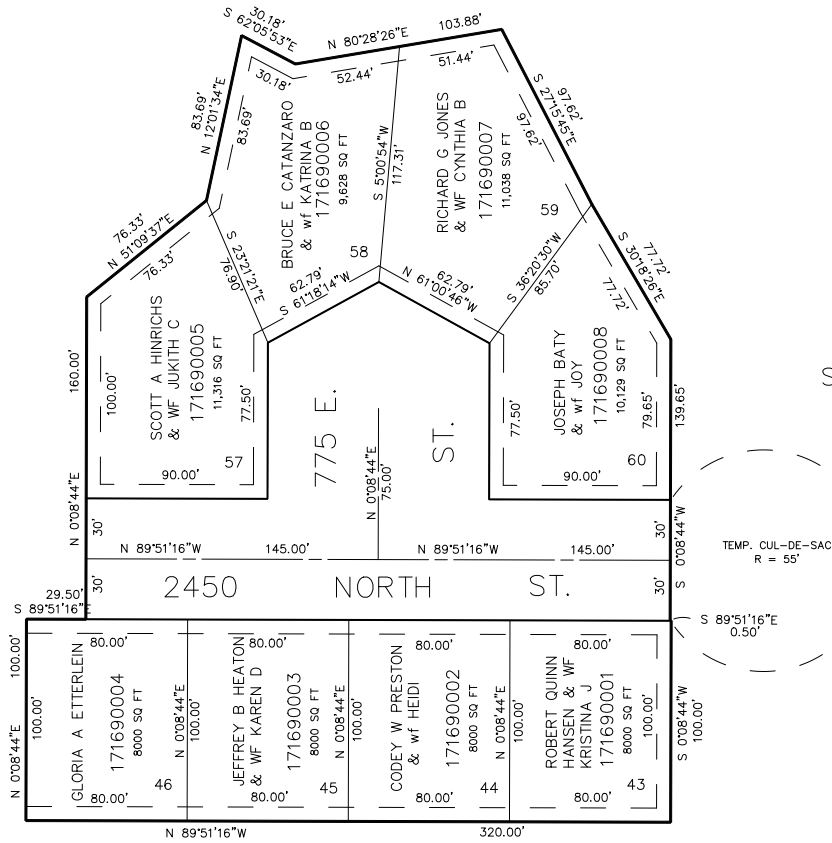 30.18'
S 62°05'53"E
N 80°28'26"E
103.88'
30.18'
52.44'
51.44'
83.69'
N 12°01'34"E
83.69'
BRUCE E CATANZARO
& wf KATRINA B
171690006
9,628 SQ FT
58
S 5°00'54"W
117.31'
RICHARD G JONES
& WF CYNTHIA B
171690007
11,038 SQ FT
59
97.62'
S 27°15'45"E
97.62'
76.33'
N 51°09'37"E
76.33'
S 23°21'21"E
76.90'
62.79'
S 61°18'14"W
62.79'
N 61°00'46"W
S 36°20'30"W
85.70'
77.72'
S 30°18'26"E
77.72'
160.00'
100.00'
SCOTT A HINRICHS
& WF JUKITH C
171690005
11,316 SQ FT
77.50'
90.00'
57
775 E.
ST.
N 0°08'44"E
75.00'
77.50'
JOSEPH BATY
& wf JOY
171690008
10,129 SQ FT
79.65'
139.65'
90.00'
60
S
N 0°08'44"E
30'
30'
N 89°51'16"W
145.00'
N 89°51'16"W
145.00'
30'
30'
S 0°08'44"W
TEMP. CUL-DE-SAC
R = 55'
29.50'
S 89°51'16"E
2450 NORTH ST.
S 89°51'16"E
0.50'
N 0°08'44"E
100.00'
80.00'
100.00'
GLORIA A ETTERLEIN
171690004
8000 SQ FT
46
80.00'
N 0°08'44"E
100.00'
80.00'
JEFFREY B HEATON
& WF KAREN D
171690003
8000 SQ FT
45
80.00'
N 0°08'44"E
100.00'
80.00'
CODEY W PRESTON
& wf HEIDI
171690002
8000 SQ FT
44
80.00'
N 0°08'44"E
100.00'
80.00'
ROBERT QUINN
HANSEN & WF
KRISTINA J
171690001
8000 SQ FT
43
80.00'
100.00'
S 0°08'44"W
100.00'
N 89°51'16"W
320.00'